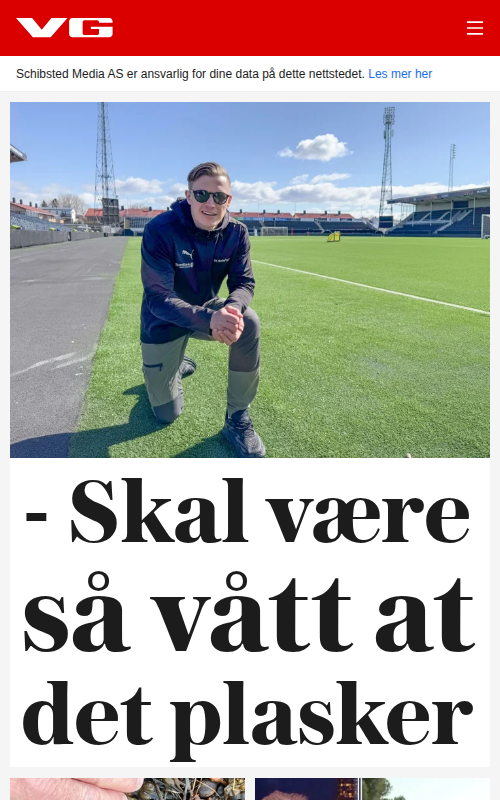 VG
Schibsted Media AS er ansvarlig for dine data på dette nettstedet. Les mer her
- Skal være
så vått at
det plasker